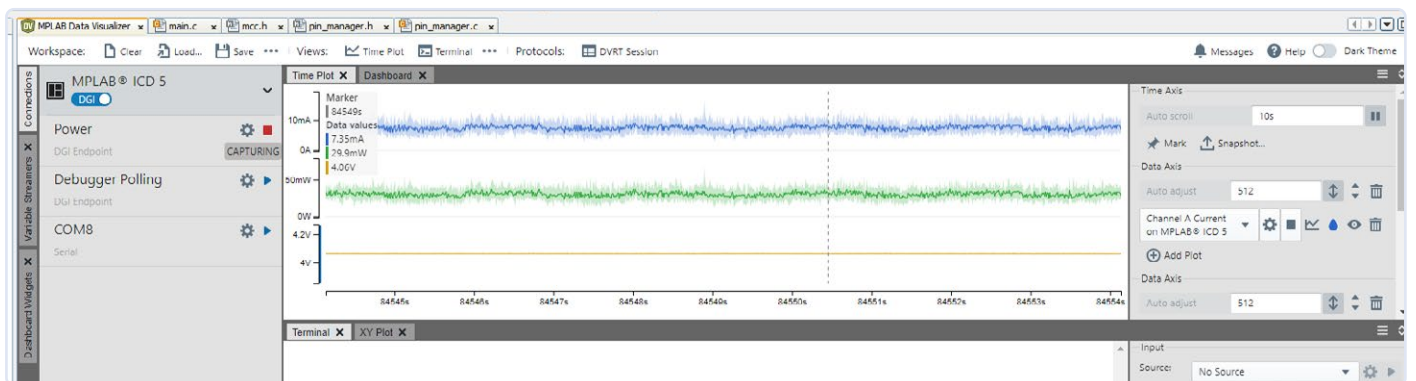 MPLAB Data Visualizer x main.c x mcc.h x pin_manager.h x pin_manager.c x
Workspace: Clear Load... Save ••• Views: Time Plot Terminal ••• Protocols: DVRT Session Messages Help Dark Theme
Connections
Variable Streamers
Dashboard Widgets
MPLAB® ICD 5
DGI
Power
DGI Endpoint CAPTURING
Debugger Polling
DGI Endpoint
COM8
Serial
Time Plot X Dashboard X
Marker
84549s
Data values
7.35mA
29.9mW
4.06V
10mA
0A
50mW
0W
4.2V
4V
84545s 84546s 84547s 84548s 84549s 84550s 84551s 84552s 84553s 84554s
Time Axis
Auto scroll 10s
Mark Snapshot...
Data Axis
Auto adjust 512
Channel A Current
on MPLAB® ICD 5
Add Plot
Data Axis
Auto adjust 512
Terminal X XY Plot X
Input
Source: No Source